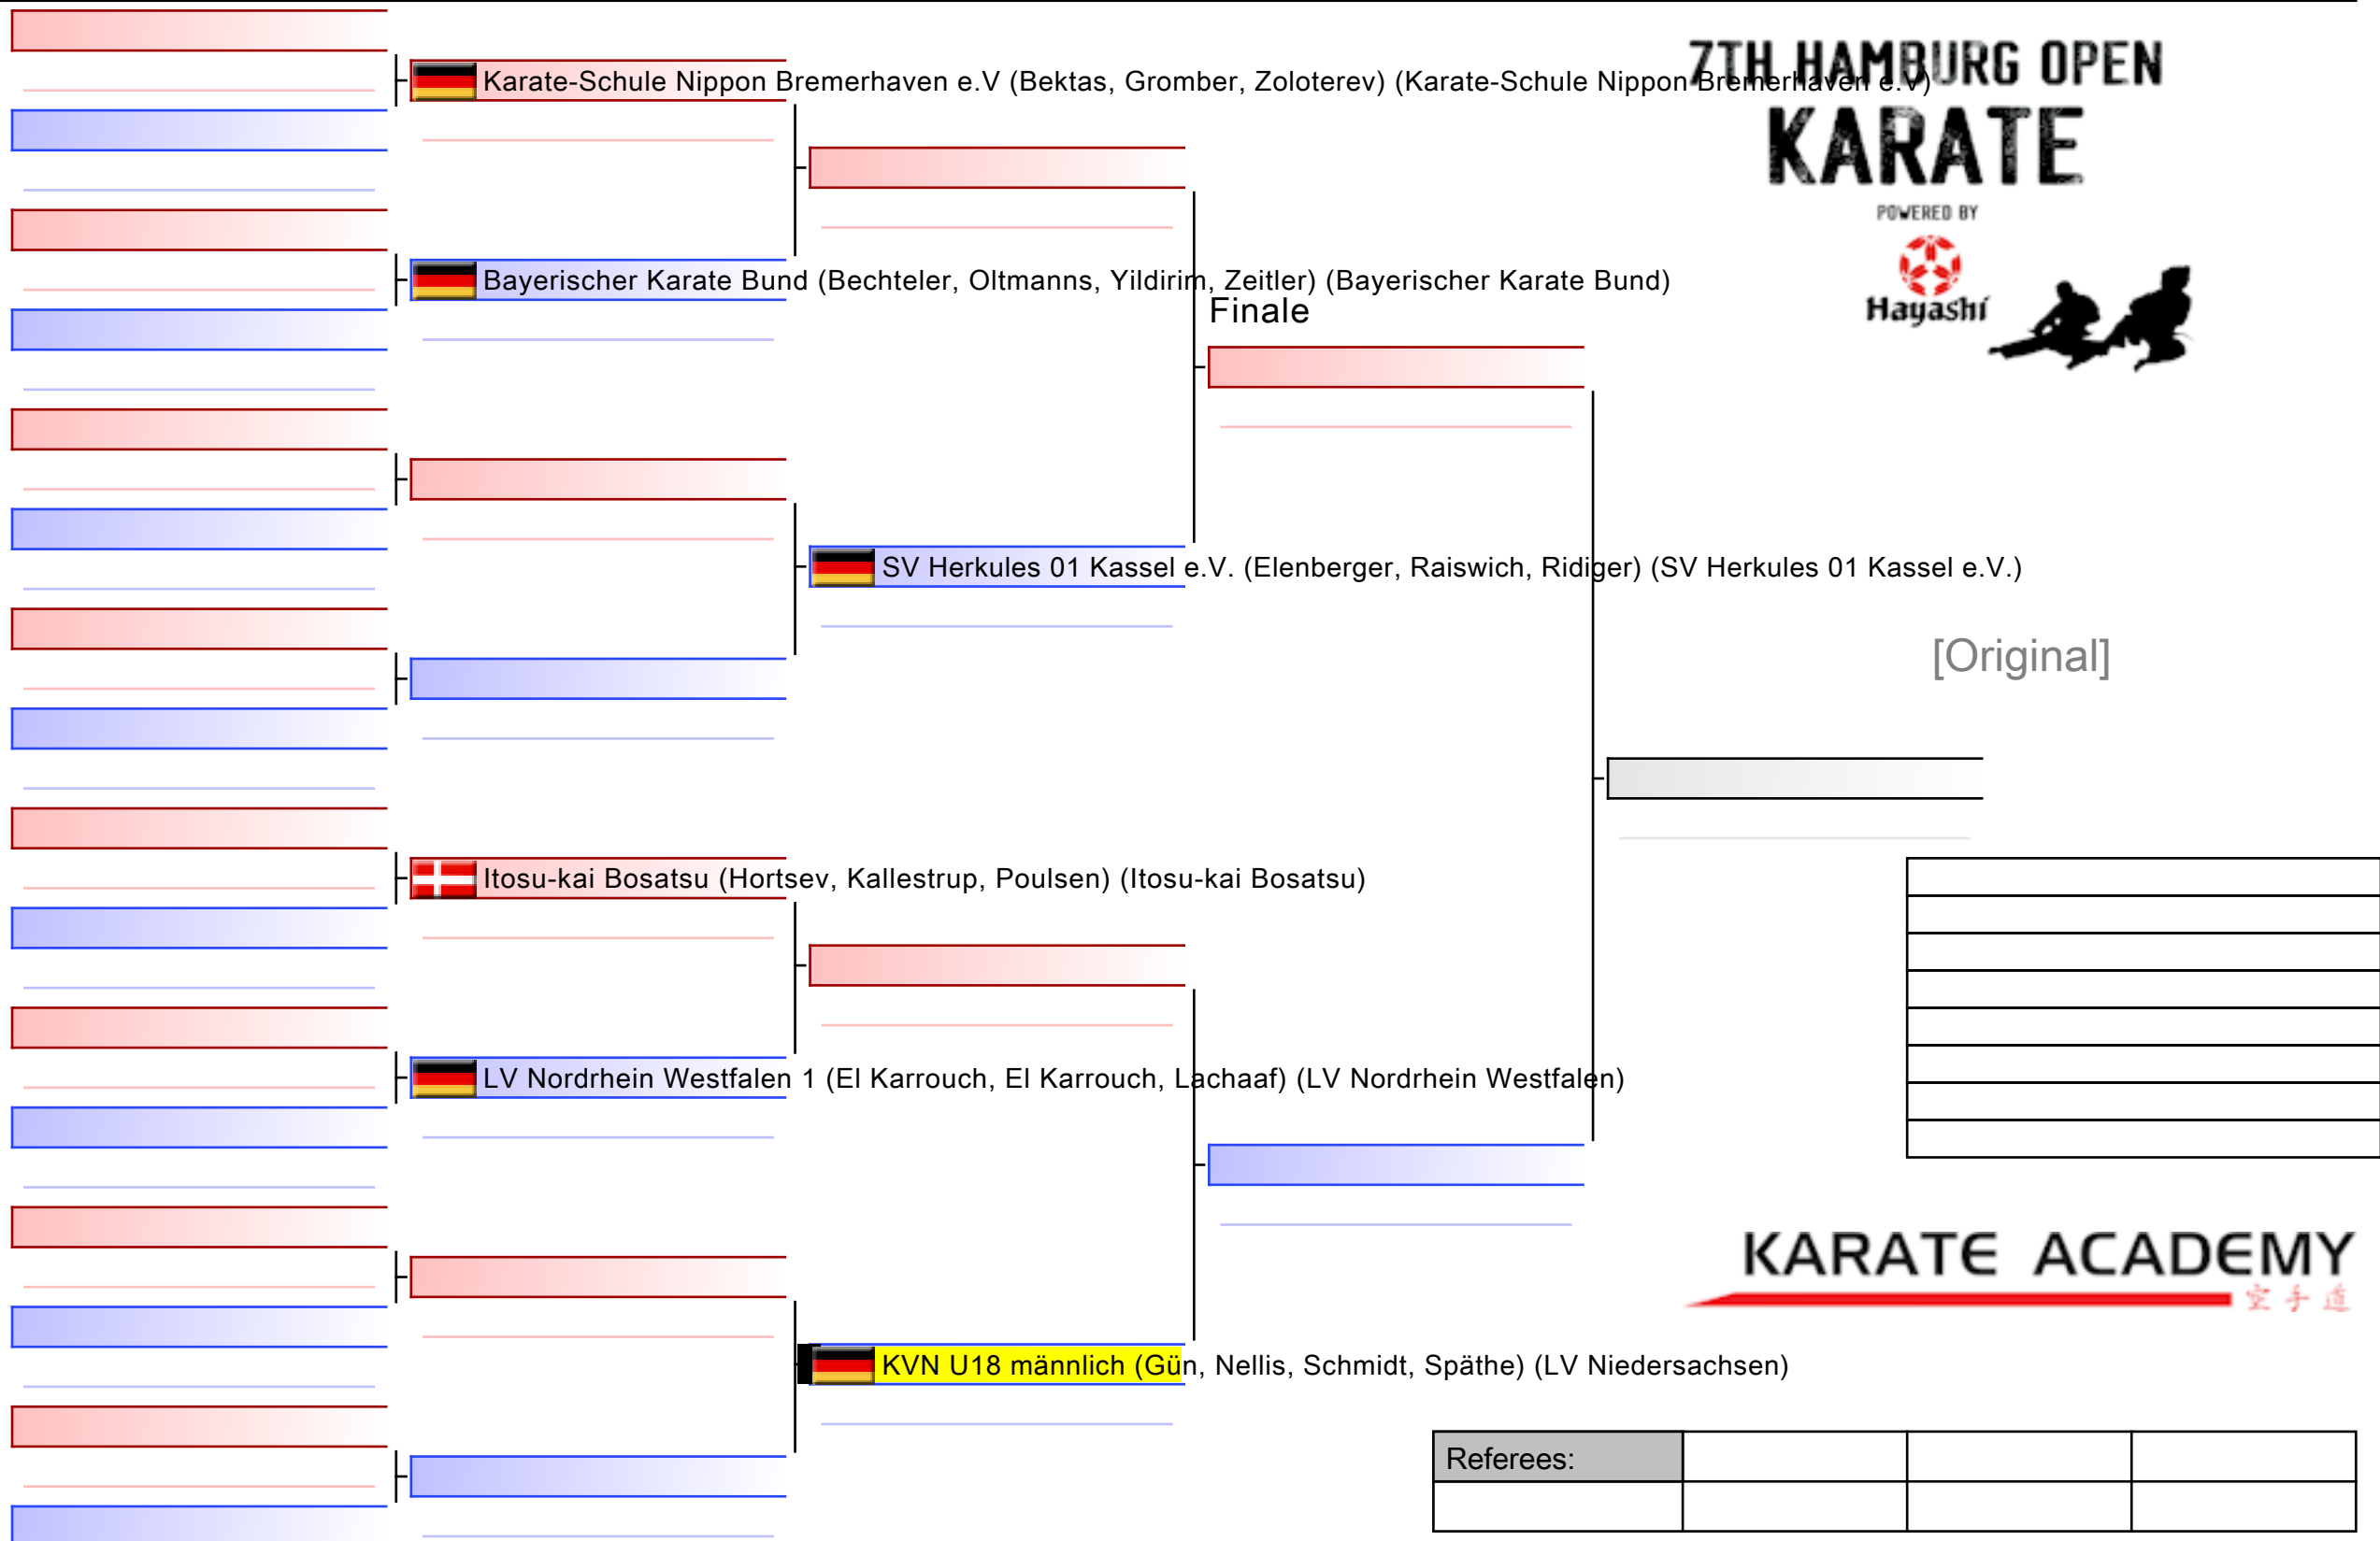 7TH HAMBURG OPEN
Karate-Schule Nippon Bremerhaven e.V (Bektas, Gromber, Zoloterev) (Karate-Schule Nippon Bremerhaven e.V)
KARATE
POWERED BY
Hayashi
Bayerischer Karate Bund (Bechteler, Oltmanns, Yildirim, Zeitler) (Bayerischer Karate Bund)
Finale
SV Herkules 01 Kassel e.V. (Elenberger, Raiswich, Ridiger) (SV Herkules 01 Kassel e.V.)
[Original]
Itosu-kai Bosatsu (Hortsev, Kallestrup, Poulsen) (Itosu-kai Bosatsu)
LV Nordrhein Westfalen 1 (El Karrouch, El Karrouch, Lachaaf) (LV Nordrhein Westfalen)
KARATE ACADEMY
空手道
KVN U18 männlich (Gün, Nellis, Schmidt, Späthe) (LV Niedersachsen)
Referees: